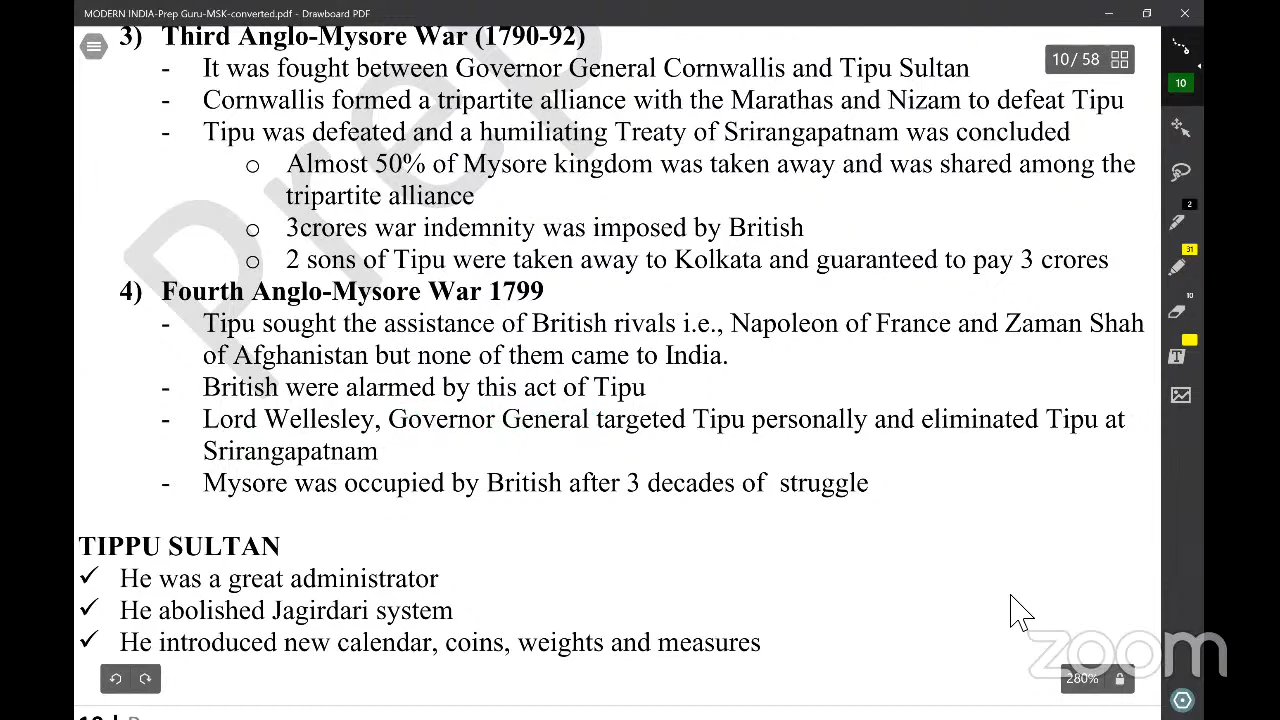 MODERN INDIA-Prep Guru-MSK-converted.pdf - Drawboard PDF
3) Third Anglo-Mysore War (1790-92)
10/58
- It was fought between Governor General Cornwallis and Tipu Sultan
10
- Cornwallis formed a tripartite alliance with the Marathas and Nizam to defeat Tipu
- Tipu was defeated and a humiliating Treaty of Srirangapatnam was concluded
o Almost 50% of Mysore kingdom was taken away and was shared among the
tripartite alliance
2
o 3crores war indemnity was imposed by British
31
o 2 sons of Tipu were taken away to Kolkata and guaranteed to pay 3 crores
4) Fourth Anglo-Mysore War 1799
10
- Tipu sought the assistance of British rivals i.e., Napoleon of France and Zaman Shah
of Afghanistan but none of them came to India.
T
- British were alarmed by this act of Tipu
- Lord Wellesley, Governor General targeted Tipu personally and eliminated Tipu at
Srirangapatnam
- Mysore was occupied by British after 3 decades of struggle
TIPPU SULTAN
✓ He was a great administrator
✓ He abolished Jagirdari system
✓ He introduced new calendar, coins, weights and measures
zoom
280%
Prep